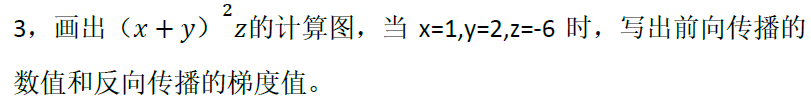 3，画出（x + y）²z的计算图，当 x=1,y=2,z=-6 时，写出前向传播的
数值和反向传播的梯度值。